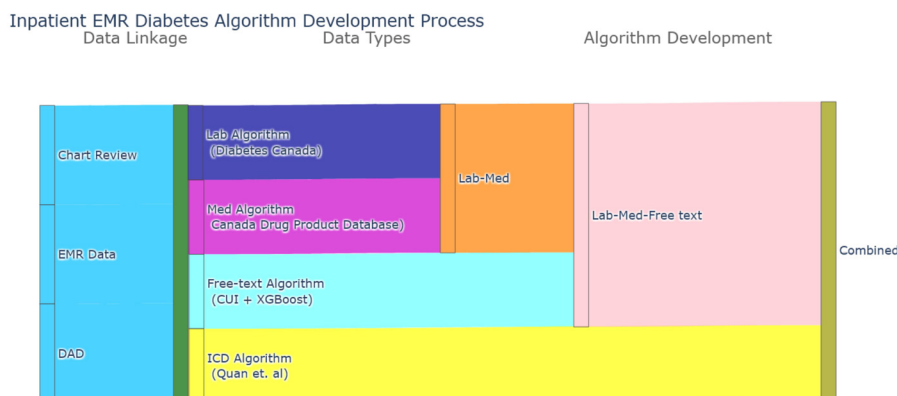 Inpatient EMR Diabetes Algorithm Development Process
Data Linkage
Data Types
Algorithm Development
Chart Review
EMR Data
DAD
Lab Algorithm
(Diabetes Canada)
Med Algorithm
Canada Drug Product Database)
Free-text Algorithm
(CUI + XGBoost)
ICD Algorithm
(Quan et. al)
Lab-Med
Lab-Med-Free text
Combined